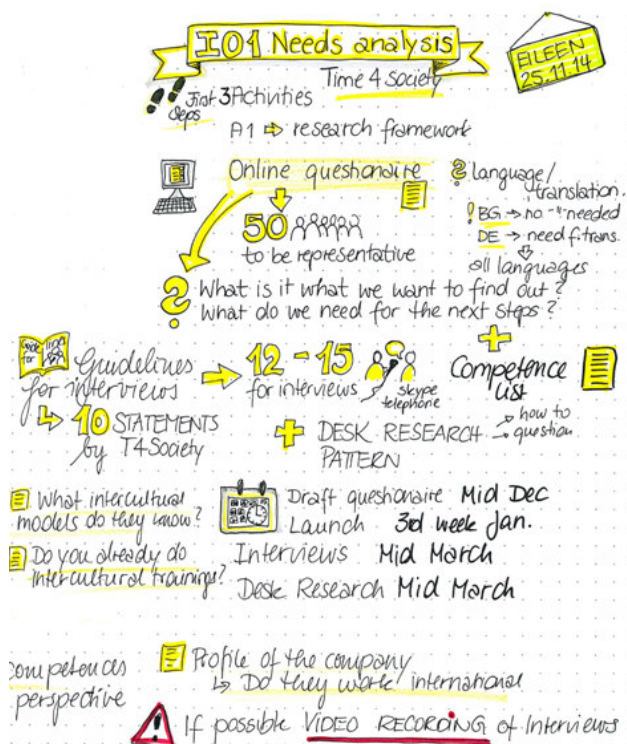 IO1 Needs analysis
EILEEN
25.11.14
Time 4 Society
First 3 Activities
steps
A1 ⇨ research framework
Online questionaire
50
to be representative
? language/
translation.
! BG → no -"- needed
DE → need f. trans.
all languages
? What is it what we want to find out?
What do we need for the next steps?
Guide
for
Guidelines
for interviews
→ 12 - 15
for interviews
skype
telephone
+
Competence
List
10 STATEMENTS
by T4Society
+ DESK RESEARCH
PATTERN
how to
question
What intercultural
models do they know?
Do you already do
intercultural trainings?
Draft questionaire Mid Dec
Launch 3rd week Jan.
Interviews Mid March
Desk Research Mid March
competences
perspective
Profile of the company
↳ Do they work international
! If possible VIDEO RECORDING of Interviews